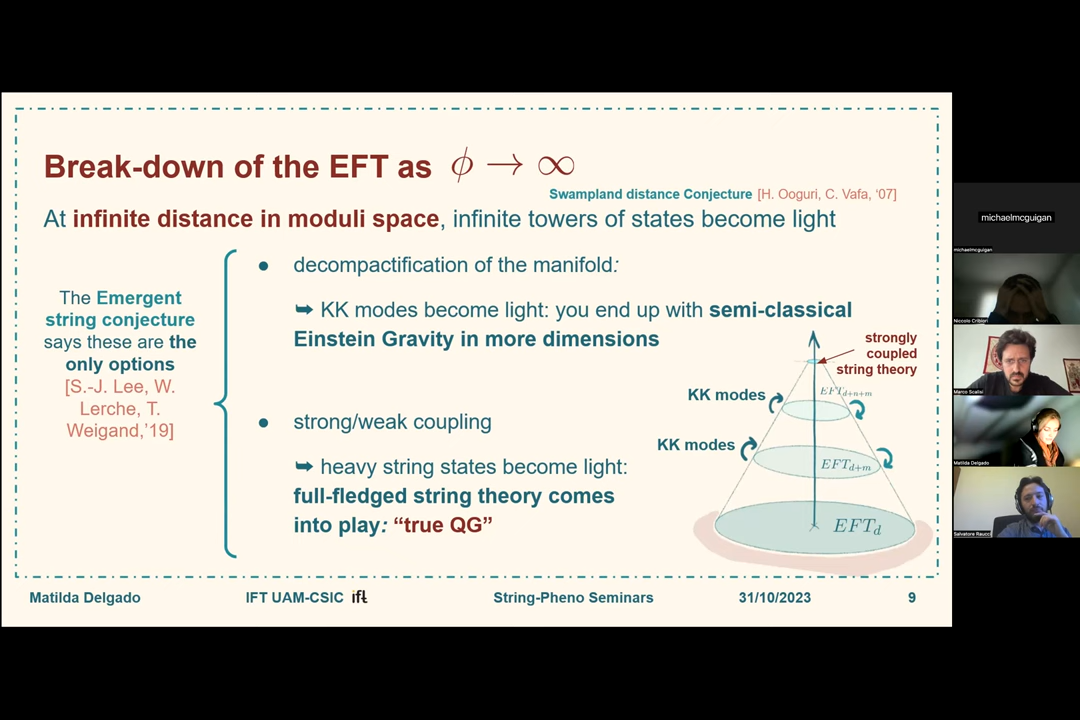 Break-down of the EFT as ϕ → ∞
Swampland distance Conjecture [H. Ooguri, C. Vafa, ‘07]
At infinite distance in moduli space, infinite towers of states become light
The Emergent
string conjecture
says these are the
only options
[S.-J. Lee, W.
Lerche, T.
Weigand,’19]
● decompactification of the manifold:
➥ KK modes become light: you end up with semi-classical
Einstein Gravity in more dimensions
● strong/weak coupling
➥ heavy string states become light:
full-fledged string theory comes
into play: “true QG”
strongly
coupled
string theory
KK modes
EFT_{d+n+m}
KK modes
EFT_{d+m}
EFT_d
Matilda Delgado
IFT UAM-CSIC ift
String-Pheno Seminars
31/10/2023
9
michaelmcguigan
michaelmcguigan
Niccolò Cribiori
Marco Scalisi
Matilda Delgado
Salvatore Raucci